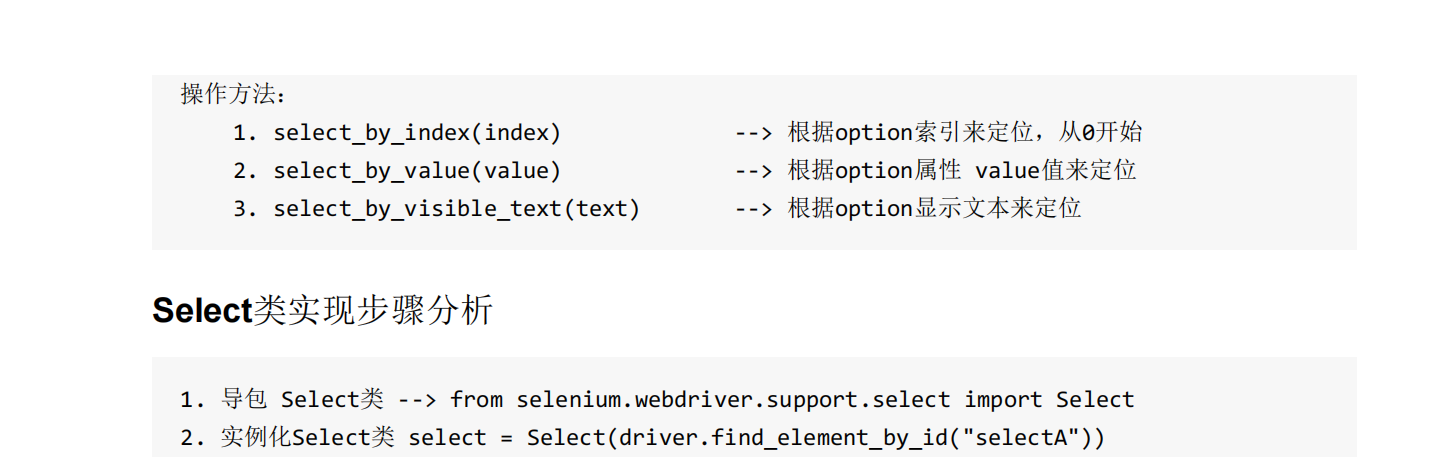 操作方法：
1. select_by_index(index) --> 根据option索引来定位，从0开始
2. select_by_value(value) --> 根据option属性 value值来定位
3. select_by_visible_text(text) --> 根据option显示文本来定位
Select类实现步骤分析
1. 导包 Select类 --> from selenium.webdriver.support.select import Select
2. 实例化Select类 select = Select(driver.find_element_by_id("selectA"))